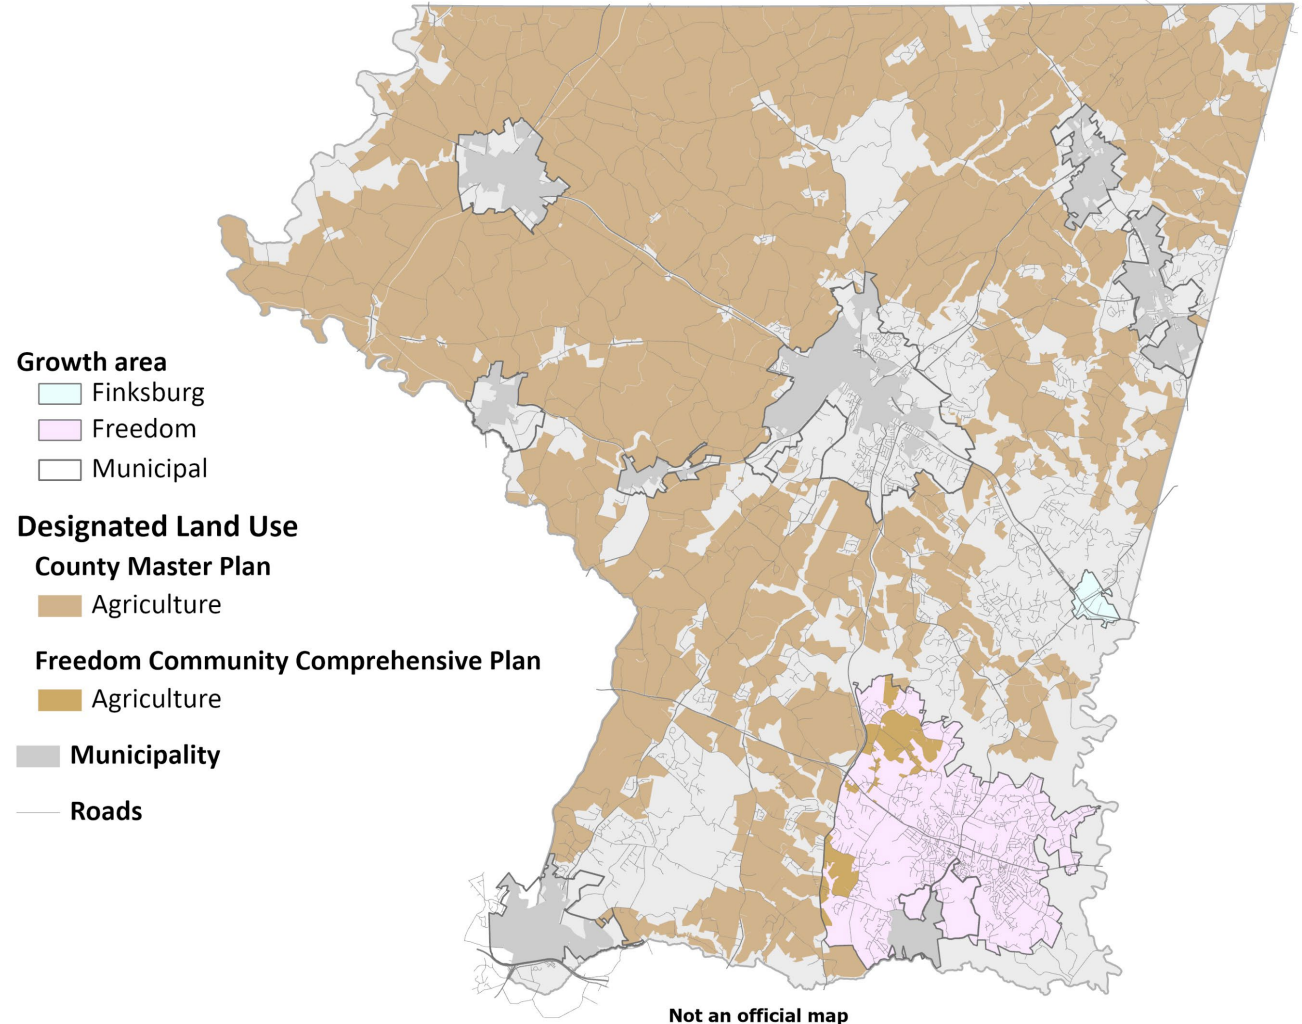 Growth area
Finksburg
Freedom
Municipal
Designated Land Use
County Master Plan
Agriculture
Freedom Community Comprehensive Plan
Agriculture
Municipality
Roads
Not an official map